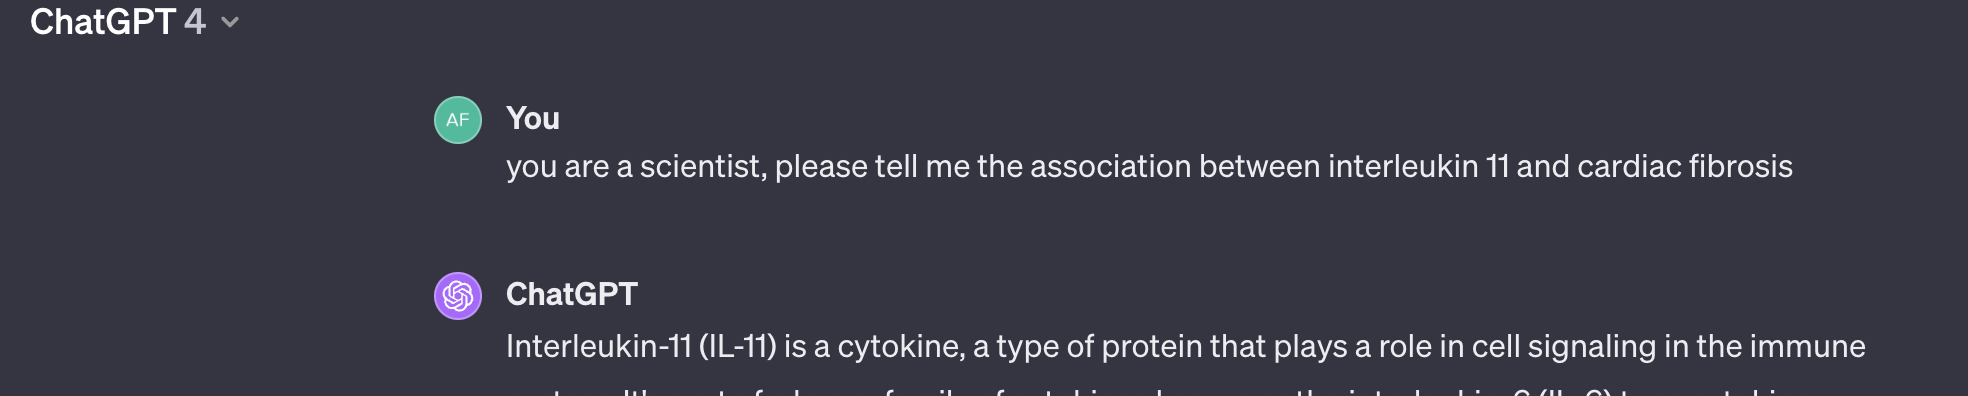 ChatGPT 4
AF
You
you are a scientist, please tell me the association between interleukin 11 and cardiac fibrosis
ChatGPT
Interleukin-11 (IL-11) is a cytokine, a type of protein that plays a role in cell signaling in the immune